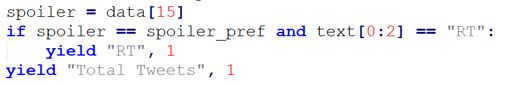 spoiler = data[15]
if spoiler == spoiler_pref and text[0:2] == "RT":
    yield "RT", 1
yield "Total Tweets", 1